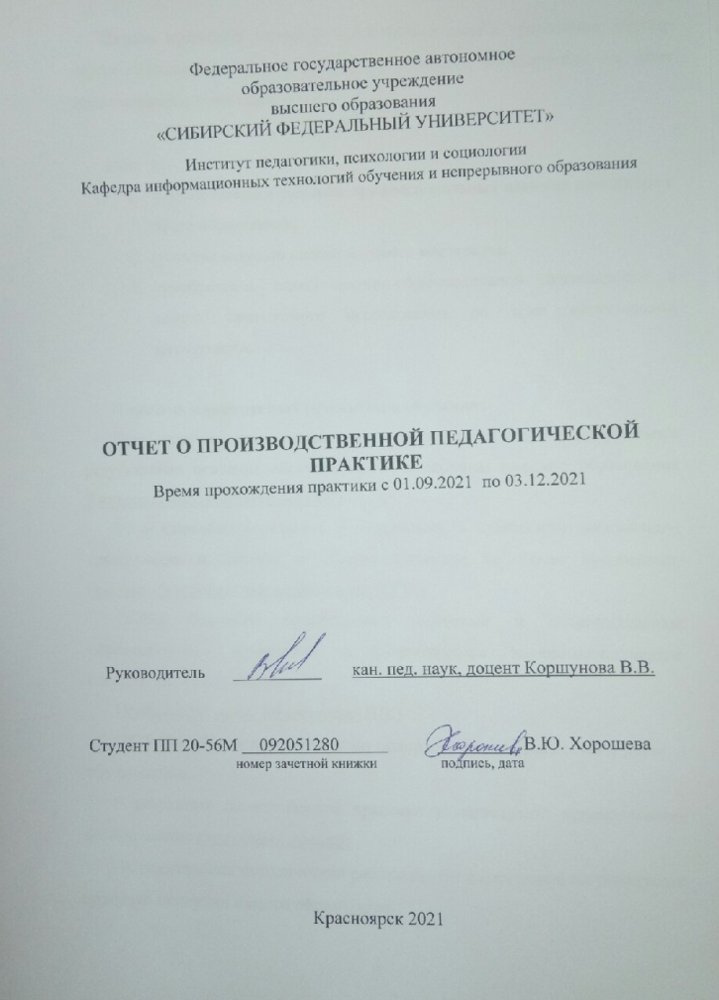 Федеральное государственное автономное
образовательное учреждение
высшего образования
«СИБИРСКИЙ ФЕДЕРАЛЬНЫЙ УНИВЕРСИТЕТ»
Институт педагогики, психологии и социологии
Кафедра информационных технологий обучения и непрерывного образования
ОТЧЕТ О ПРОИЗВОДСТВЕННОЙ ПЕДАГОГИЧЕСКОЙ
ПРАКТИКЕ
Время прохождения практики с 01.09.2021 по 03.12.2021
Руководитель кан. пед. наук, доцент Коршунова В.В.
Студент ПП 20-56М 092051280 В.Ю. Хорошева
номер зачетной книжки подпись, дата
Красноярск 2021